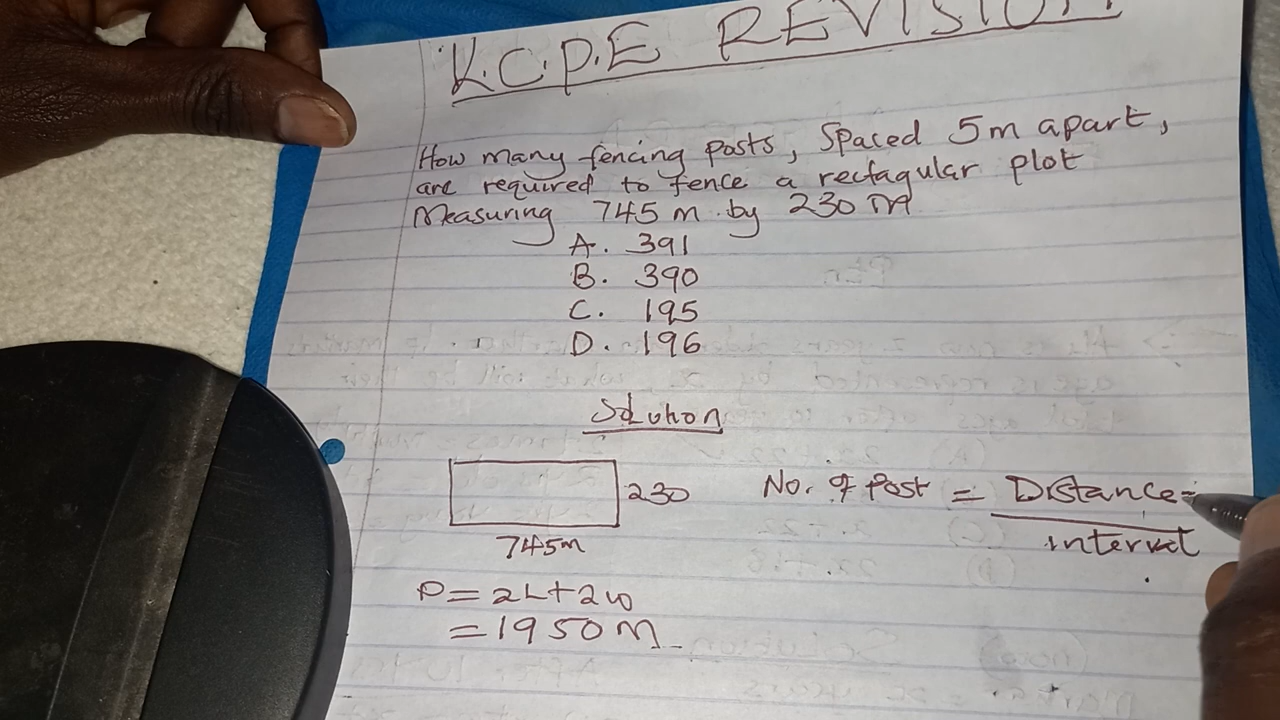 K.C.P.E REVISION
How many fencing posts, Spaced 5m apart,
are required to fence a rectagular plot
Measuring 745 m by 230 m
A. 391
B. 390
C. 195
D. 196
Solution
230
745m
No. of Post = Distance
interval
P = 2L + 2w
= 1950 M